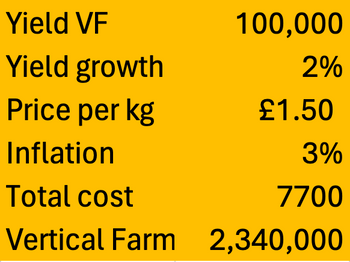 Yield VF 100,000
Yield growth 2%
Price per kg £1.50
Inflation 3%
Total cost 7700
Vertical Farm 2,340,000